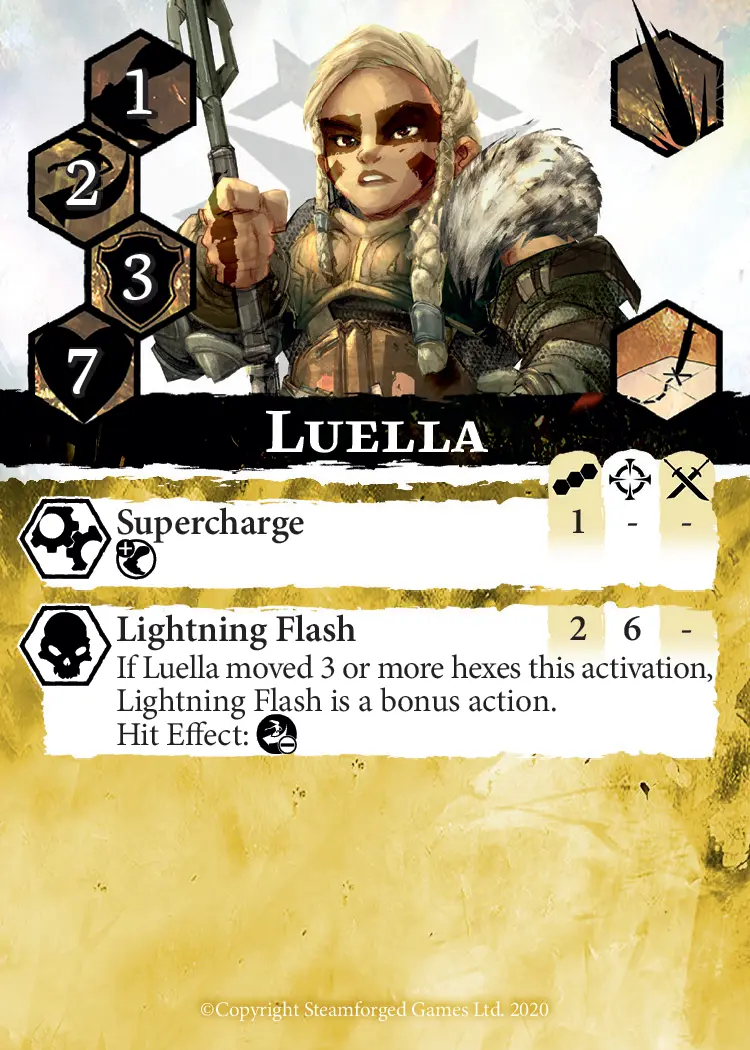 1
2
3
7
LUELLA
Supercharge 1 - -
Lightning Flash 2 6 -
If Luella moved 3 or more hexes this activation,
Lightning Flash is a bonus action.
Hit Effect:
©Copyright Steamforged Games Ltd. 2020